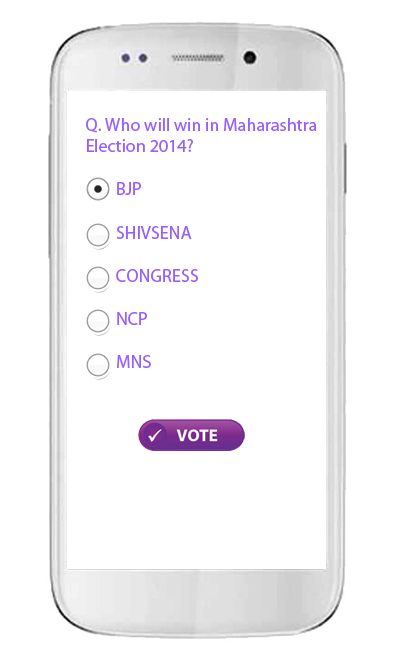 Q. Who will win in Maharashtra
Election 2014?
BJP
SHIVSENA
CONGRESS
NCP
MNS
VOTE